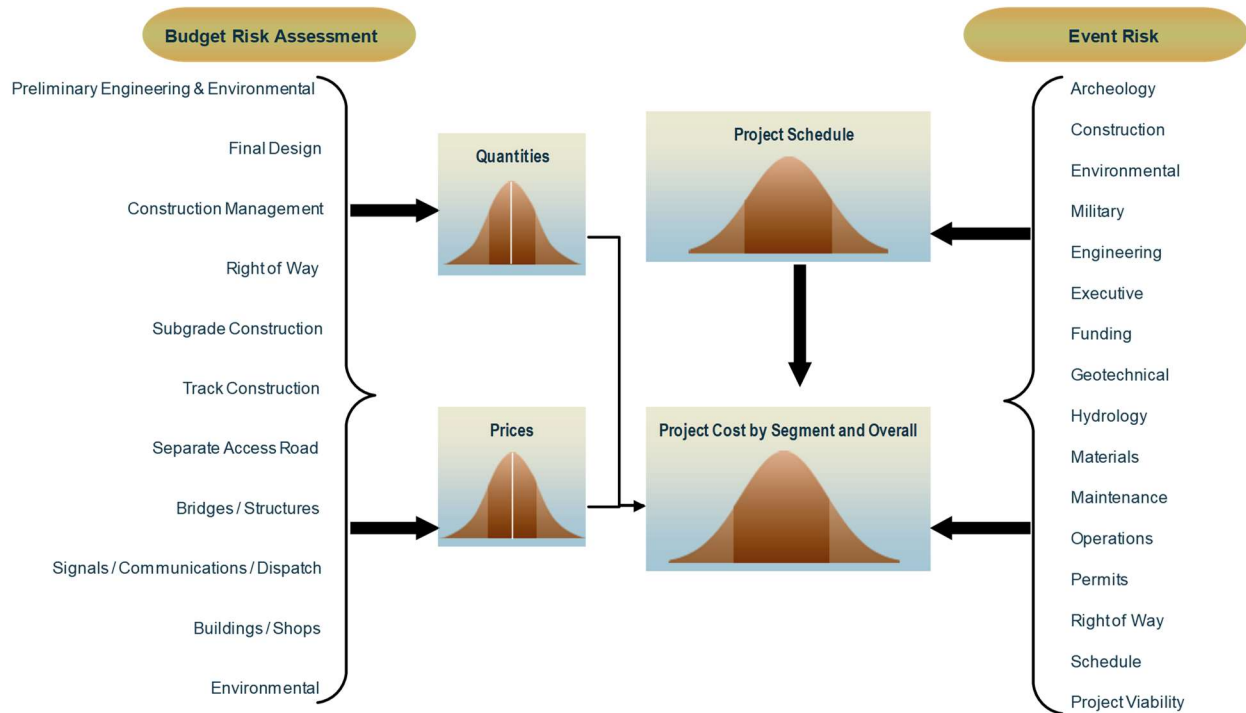 Budget Risk Assessment
Preliminary Engineering & Environmental
Final Design
Construction Management
Right of Way
Subgrade Construction
Track Construction
Separate Access Road
Bridges / Structures
Signals / Communications / Dispatch
Buildings / Shops
Environmental
Quantities
Prices
Project Schedule
Project Cost by Segment and Overall
Event Risk
Archeology
Construction
Environmental
Military
Engineering
Executive
Funding
Geotechnical
Hydrology
Materials
Maintenance
Operations
Permits
Right of Way
Schedule
Project Viability